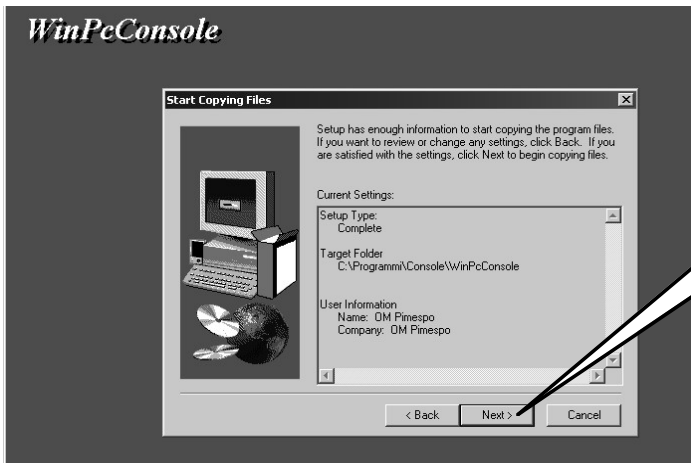 WinPcConsole
Start Copying Files
Setup has enough information to start copying the program files.
If you want to review or change any settings, click Back. If you
are satisfied with the settings, click Next to begin copying files.
Current Settings:
Setup Type:
Complete
Target Folder
C:\Programmi\Console\WinPcConsole
User Information
Name: OM Pimespo
Company: OM Pimespo
< Back
Next >
Cancel